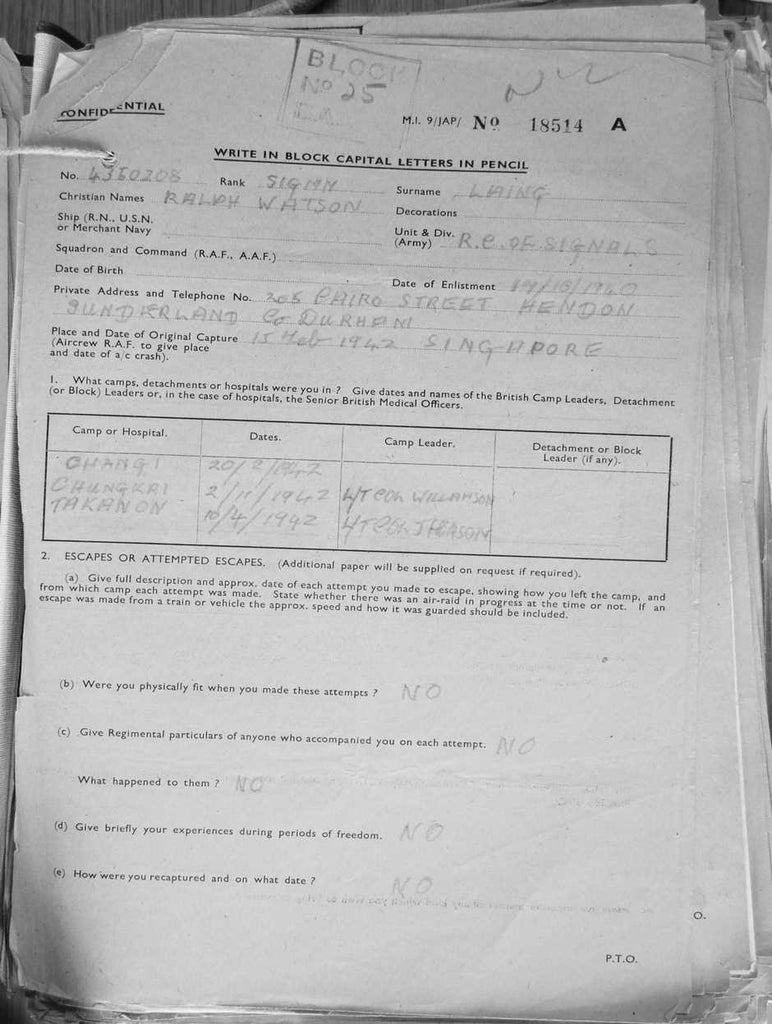 BLOCK
No 25
CONFIDENTIAL
M.I. 9/JAP/ No 18514 A
WRITE IN BLOCK CAPITAL LETTERS IN PENCIL
No. 4350208 Rank SIGMN Surname LAING
Christian Names RALPH WATSON Decorations
Ship (R.N., U.S.N. or Merchant Navy
Unit & Div. (Army) R.C. OF SIGNALS
Squadron and Command (R.A.F., A.A.F.)
Date of Birth Date of Enlistment /1940
Private Address and Telephone No. 205 CAIRO STREET HENDON
SUNDERLAND Co DURHAM
Place and Date of Original Capture 15 Feb 1942 SINGAPORE
(Aircrew R.A.F. to give place
and date of a/c crash).
1. What camps, detachments or hospitals were you in ? Give dates and names of the British Camp Leaders, Detachment
(or Block) Leaders or, in the case of hospitals, the Senior British Medical Officers.
Camp or Hospital. Dates. Camp Leader. Detachment or Block Leader (if any).
CHANGI 20/2/1942
CHUNGKAI 2/11/1942 L/T COL WILLAMSON
TAKANON 10/4/1942 L/T COL
2. ESCAPES OR ATTEMPTED ESCAPES. (Additional paper will be supplied on request if required).
(a) Give full description and approx. date of each attempt you made to escape, showing how you left the camp, and
from which camp each attempt was made. State whether there was an air-raid in progress at the time or not. If an
escape was made from a train or vehicle the approx. speed and how it was guarded should be included.
(b) Were you physically fit when you made these attempts ? NO
(c) Give Regimental particulars of anyone who accompanied you on each attempt. NO
What happened to them ? NO
(d) Give briefly your experiences during periods of freedom. NO
(e) How were you recaptured and on what date ? NO
O.
P.T.O.